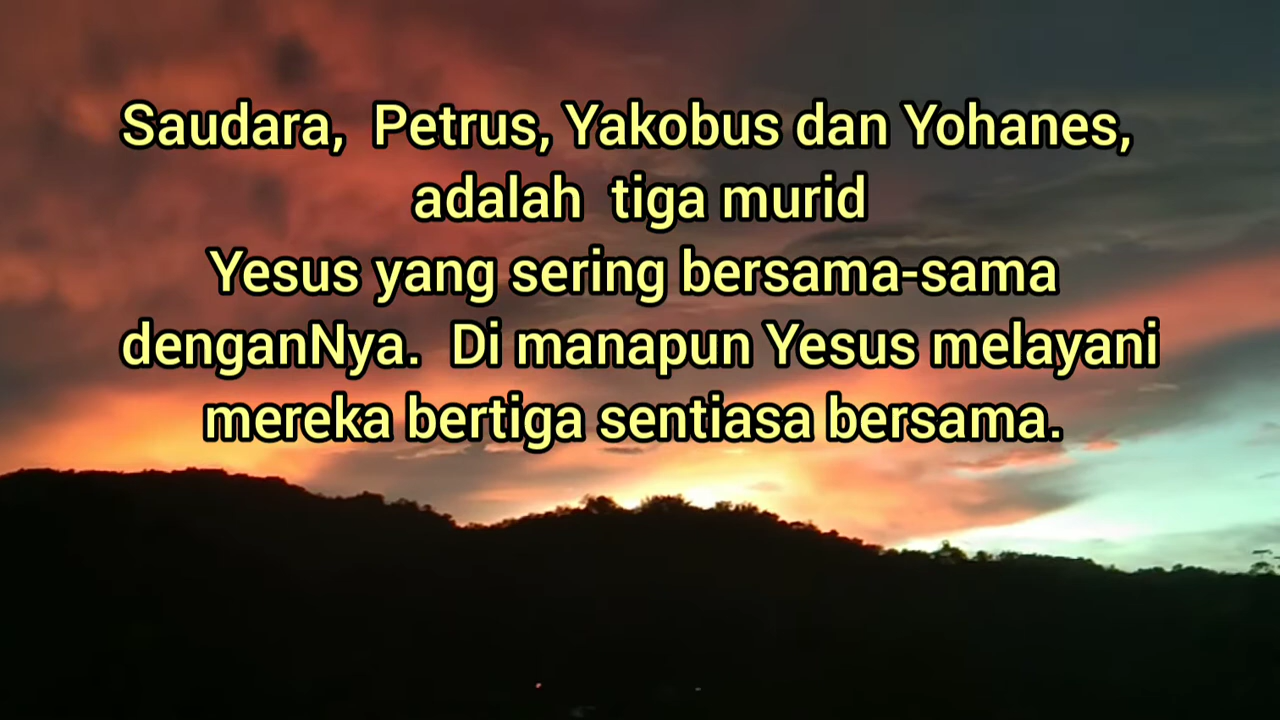 Saudara,  Petrus, Yakobus dan Yohanes,
adalah  tiga murid
Yesus yang sering bersama-sama
denganNya.  Di manapun Yesus melayani
mereka bertiga sentiasa bersama.